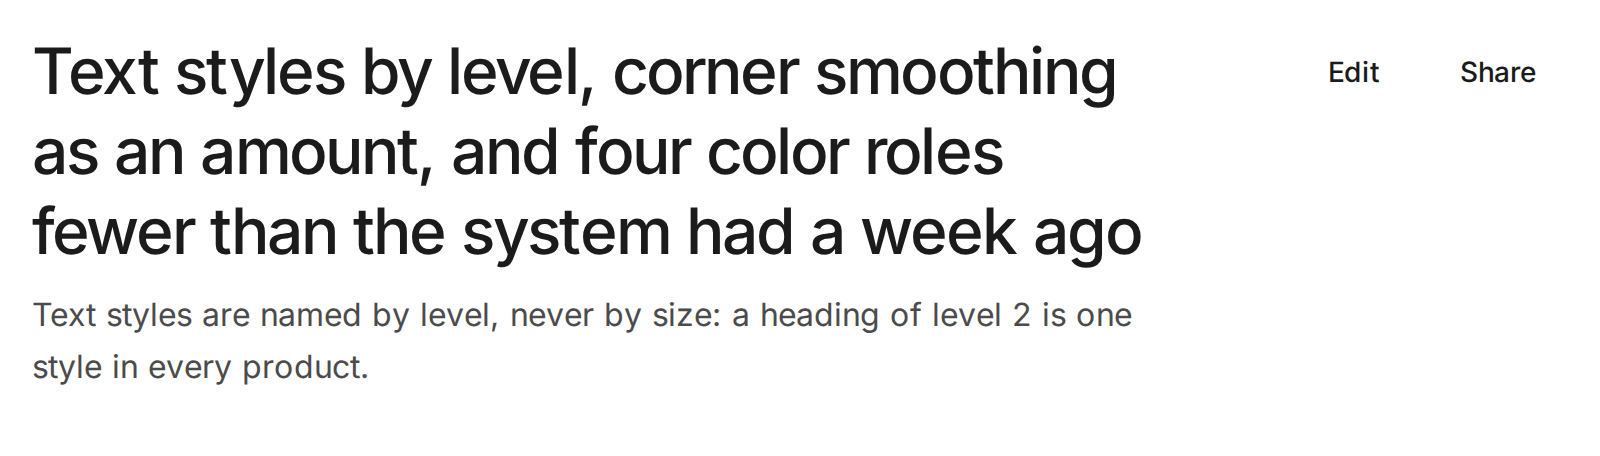 Text styles by level, corner smoothing
as an amount, and four color roles
fewer than the system had a week ago
Edit
Share
Text styles are named by level, never by size: a heading of level 2 is one
style in every product.